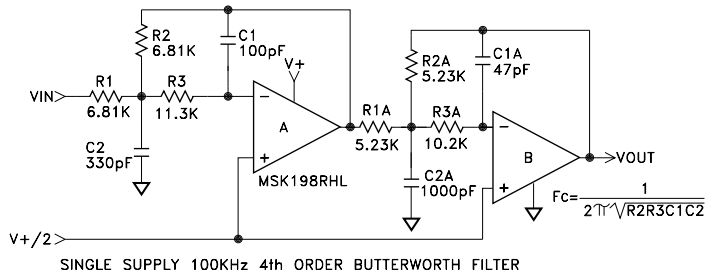 R2
6.81K
C1
100pF
V+
VIN
R1
6.81K
R3
11.3K
−
A
+
C2
330pF
MSK198RHL
R2A
5.23K
C1A
47pF
R1A
5.23K
R3A
10.2K
−
B
+
VOUT
C2A
1000pF
Fc= 1
2π√R2R3C1C2
V+/2
SINGLE SUPPLY 100KHz 4th ORDER BUTTERWORTH FILTER